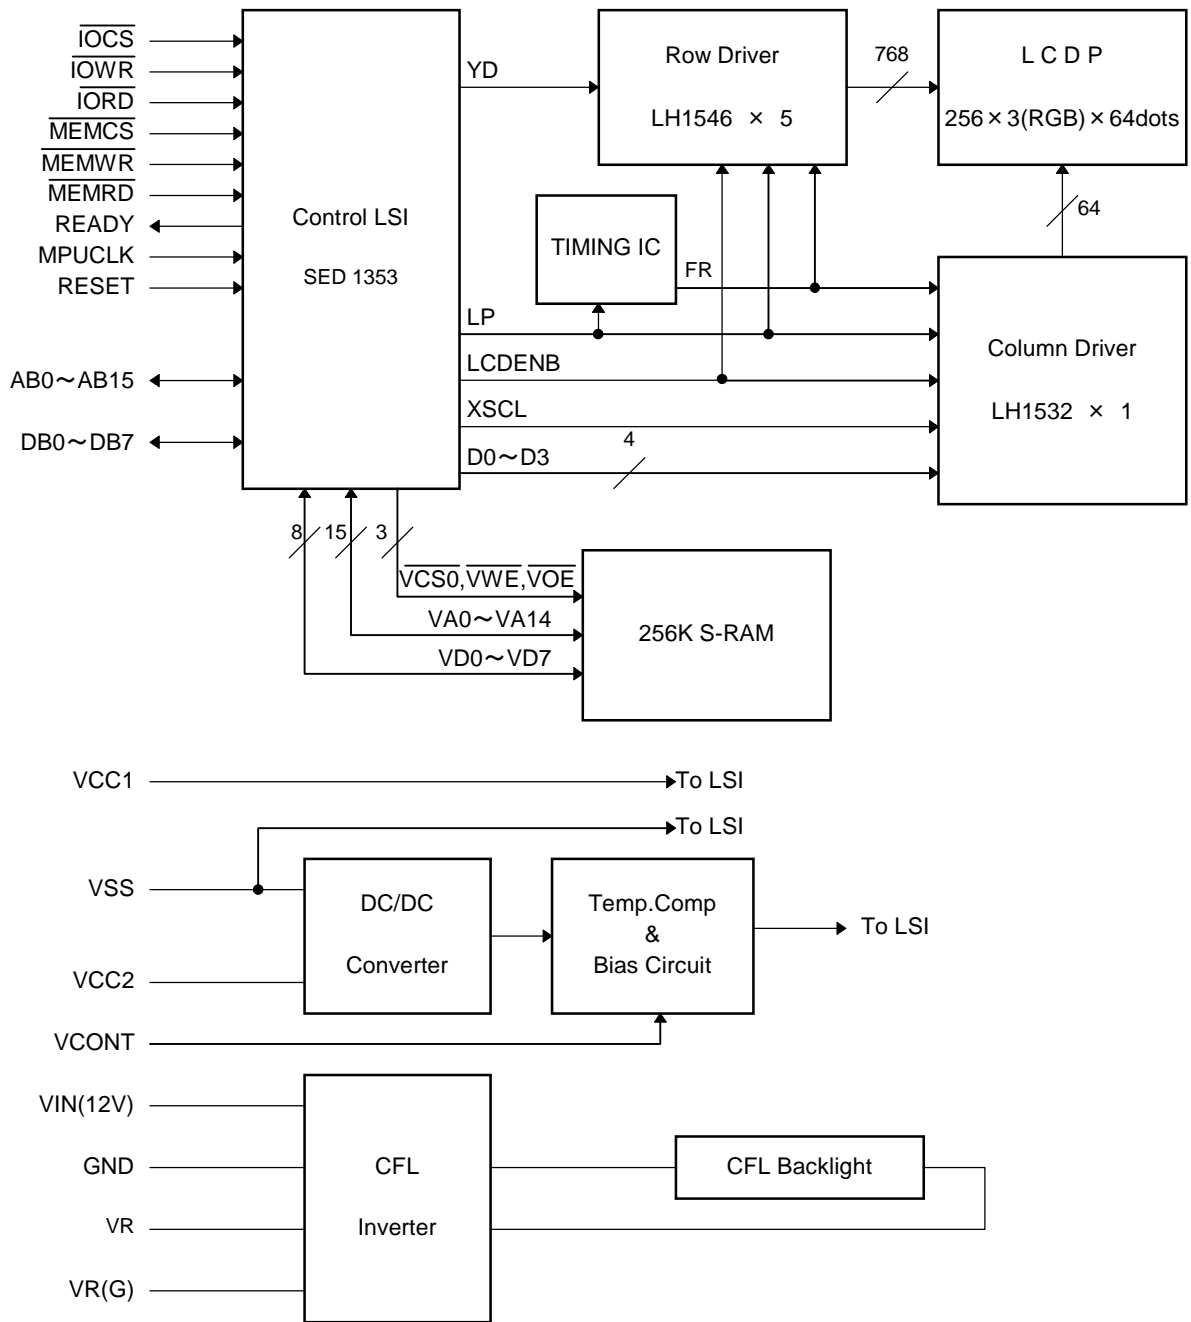 IOCS
IOWR
IORD
MEMCS
MEMWR
MEMRD
READY
MPUCLK
RESET
AB0～AB15
DB0～DB7
Control LSI
SED 1353
YD
Row Driver
LH1546 × 5
768
L C D P
256×3(RGB)×64dots
64
TIMING IC
FR
LP
LCDENB
XSCL
D0～D3
4
Column Driver
LH1532 × 1
8
15
3
VCS0,VWE,VOE
VA0～VA14
VD0～VD7
256K S-RAM
VCC1
To LSI
To LSI
VSS
VCC2
DC/DC
Converter
Temp.Comp
&
Bias Circuit
To LSI
VCONT
VIN(12V)
GND
VR
VR(G)
CFL
Inverter
CFL Backlight